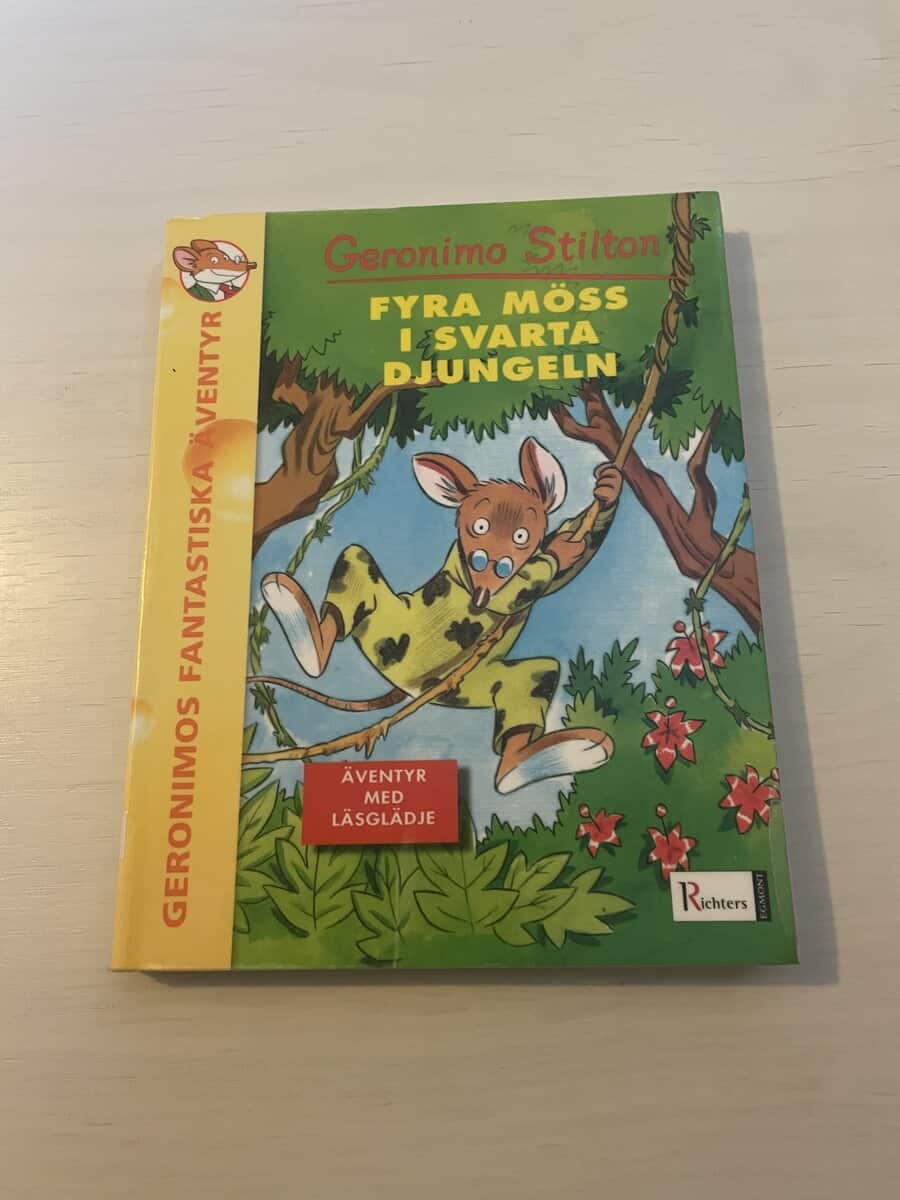 Geronimo Stilton
FYRA MÖSS
I SVARTA
DJUNGELN
GERONIMOS FANTASTISKA ÄVENTYR
ÄVENTYR
MED
LÄSGLÄDJE
Richters
EGMONT